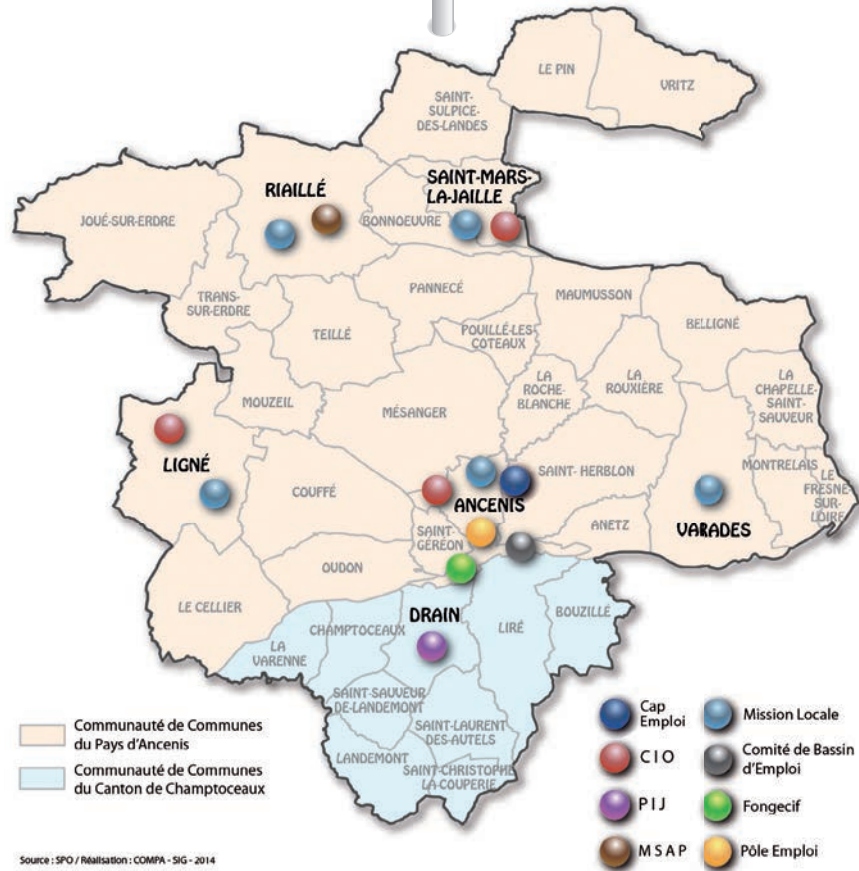 LE PIN
VRITZ
SAINT-
SULPICE-
DES-LANDES
RIAILLÉ
SAINT-MARS-
LA-JAILLE
JOUÉ-SUR-ERDRE
BONNOEUVRE
TRANS-
SUR-ERDRE
PANNECÉ
MAUMUSSON
TEILLÉ
POUILLÉ-LES-
COTEAUX
BELLIGNÉ
LA
ROCHE-
BLANCHE
LA
ROUXIÈRE
LA
CHAPELLE-
SAINT-
SAUVEUR
MOUZEIL
MÉSANGER
LIGNÉ
COUFFÉ
ANCENIS
SAINT- HERBLON
MONTRELAIS
LE
FRESNE-
SUR-
LOIRE
VARADES
SAINT-
GÉRÉON
ANETZ
OUDON
LE CELLIER
DRAIN
CHAMPTOCEAUX
LIRÉ
BOUZILLÉ
LA
VARENNE
SAINT-SAUVEUR
DE-LANDEMONT
SAINT-LAURENT
DES-AUTELS
LANDEMONT
SAINT-CHRISTOPHE
LA-COUPERIE
Communauté de Communes
du Pays d'Ancenis
Communauté de Communes
du Canton de Champtoceaux
Cap
Emploi
Mission Locale
C I O
Comité de Bassin
d'Emploi
P I J
Fongecif
M S A P
Pôle Emploi
Source : SPO / Réalisation : COMPA - SIG - 2014